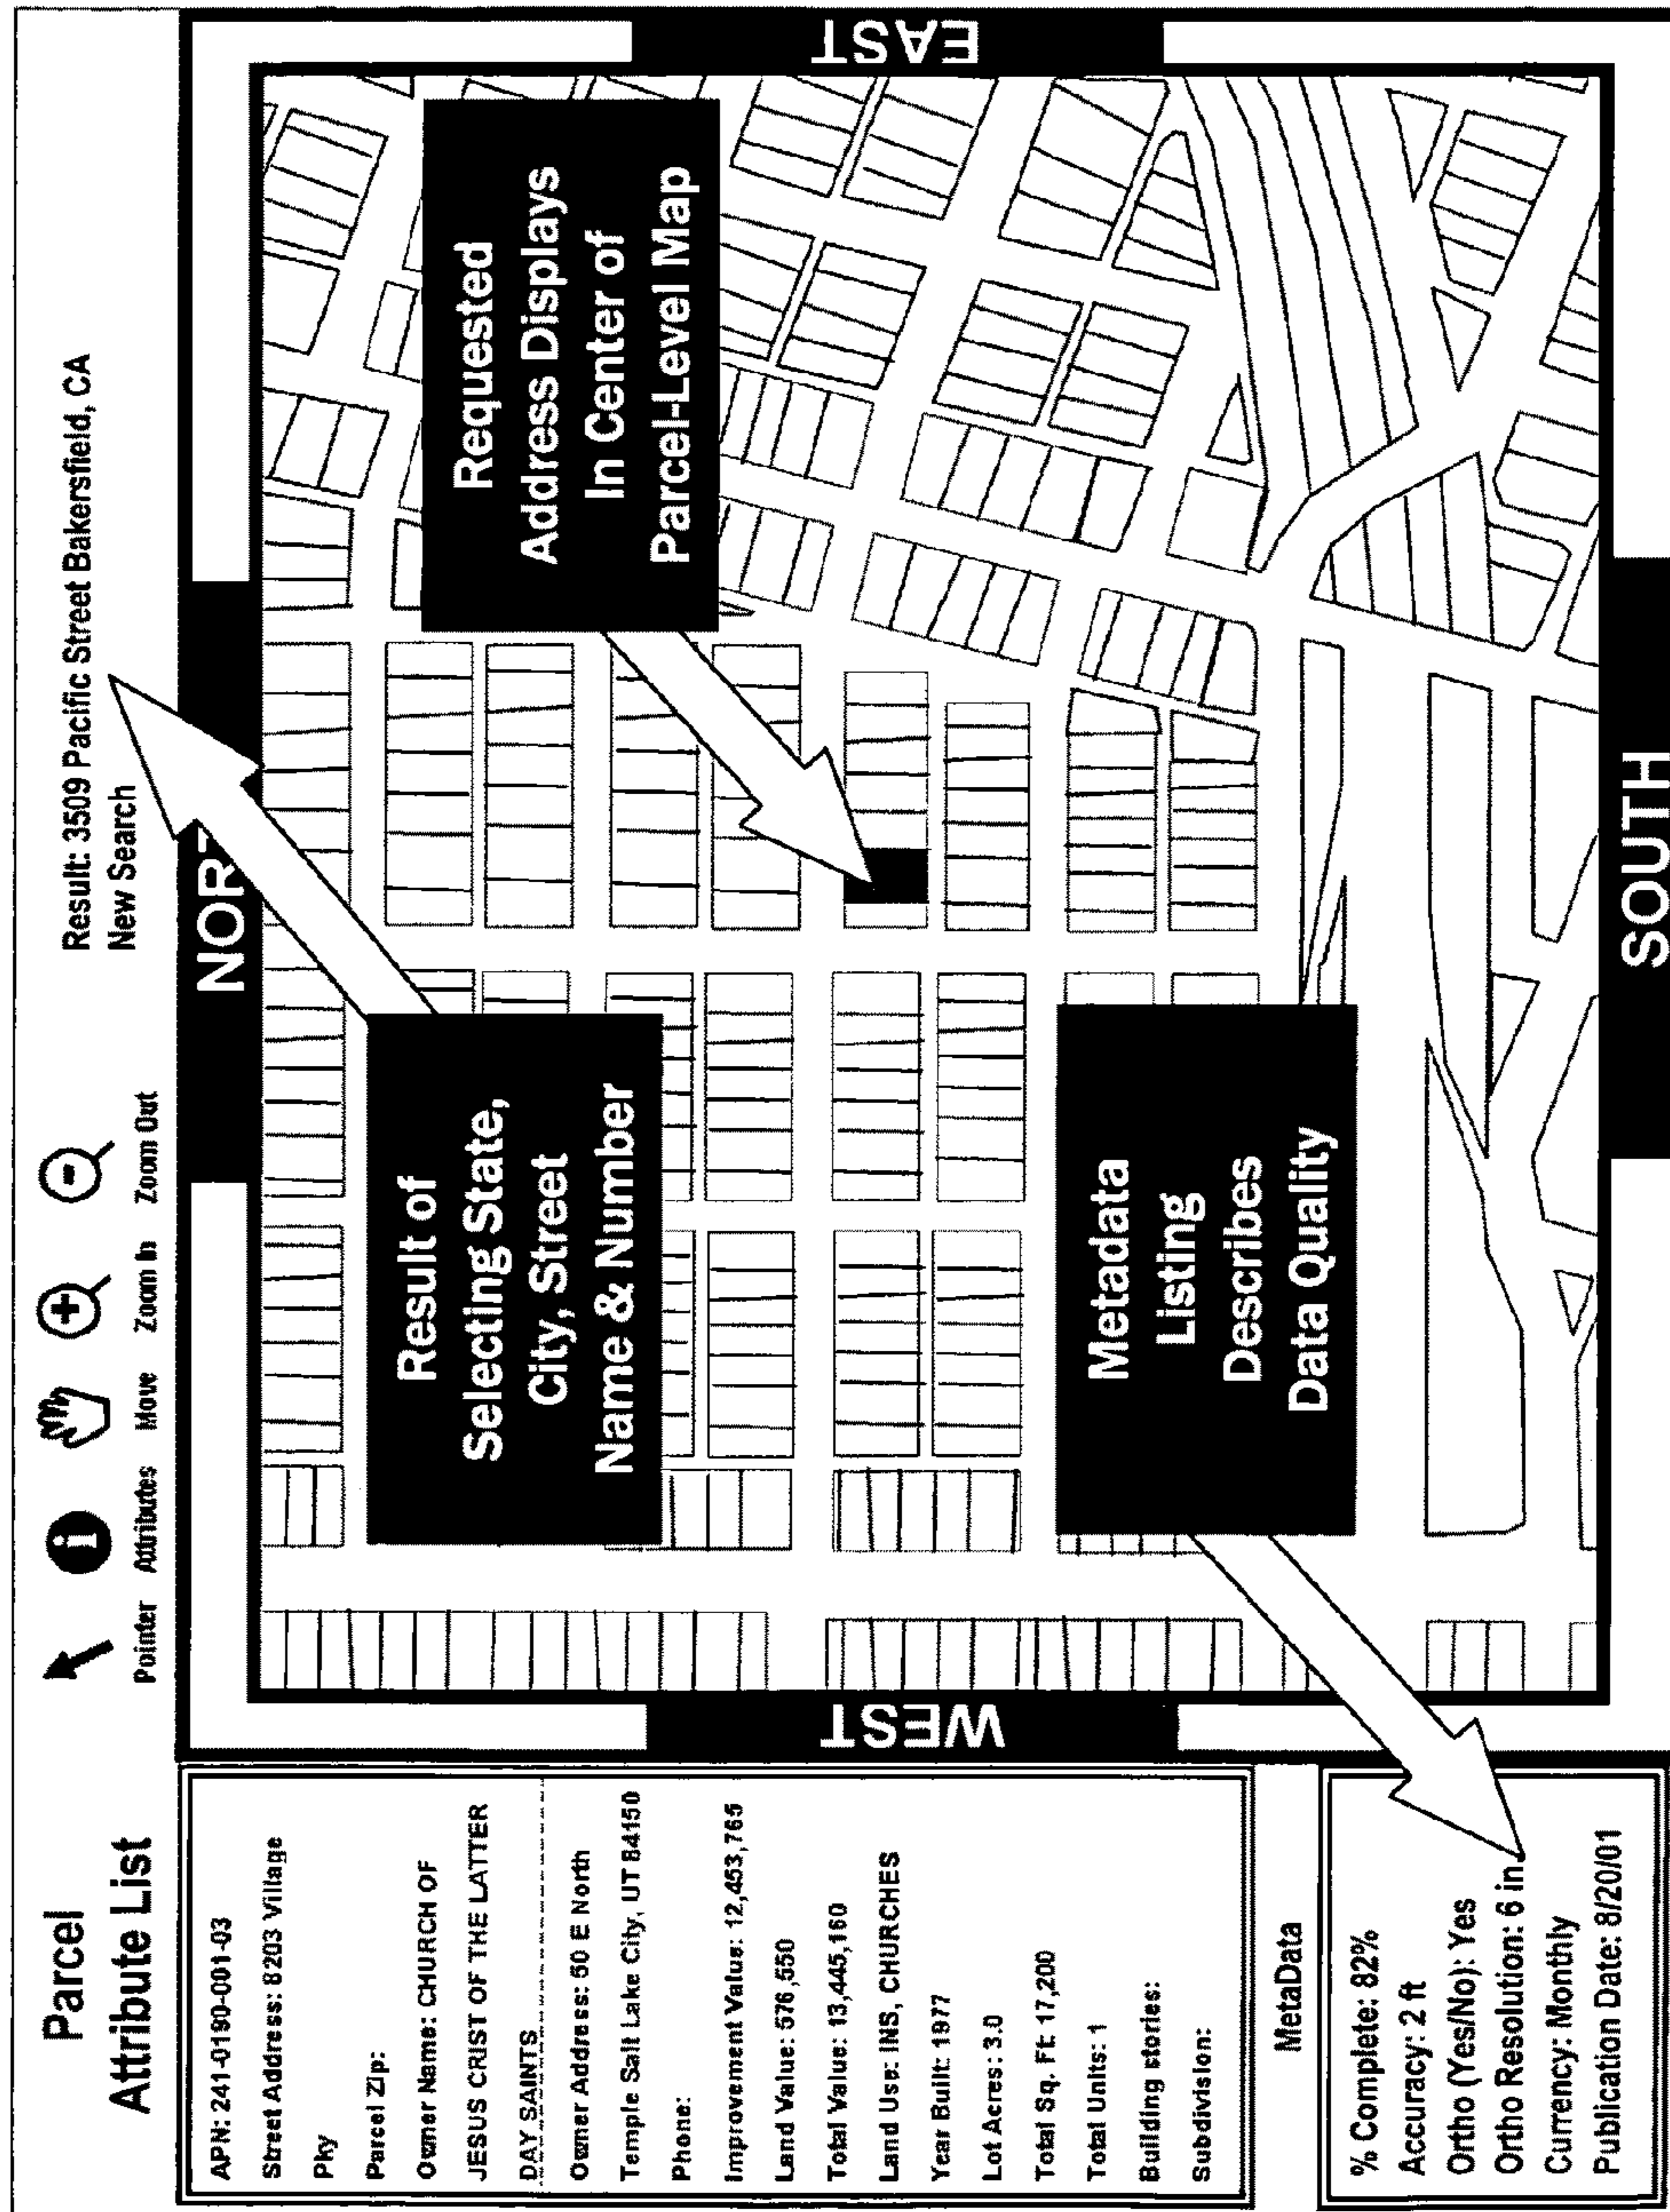 Parcel
Attribute List
Pointer
Attributes
Move
Zoom In
Zoom Out
Result: 3509 Pacific Street Bakersfield, CA
New Search
APN: 241-0190-001-03
Street Address: 8203 Village
Pky
Parcel Zip:
Owner Name: CHURCH OF
JESUS CRIST OF THE LATTER
DAY SAINTS
Owner Address: 50 E North
Temple Salt Lake City, UT 84150
Phone:
Improvement Value: 12,453,765
Land Value: 576,550
Total Value: 13,445,160
Land Use: INS, CHURCHES
Year Built: 1977
Lot Acres: 3.0
Total Sq. Ft: 17,200
Total Units: 1
Building stories:
Subdivision:
MetaData
% Complete: 82%
Accuracy: 2 ft
Ortho (Yes/No): Yes
Ortho Resolution: 6 in.
Currency: Monthly
Publication Date: 8/20/01
NORT
WEST
EAST
SOUTH
Result of
Selecting State,
City, Street
Name & Number
Requested
Address Displays
In Center of
Parcel-Level Map
Metadata
Listing
Describes
Data Quality